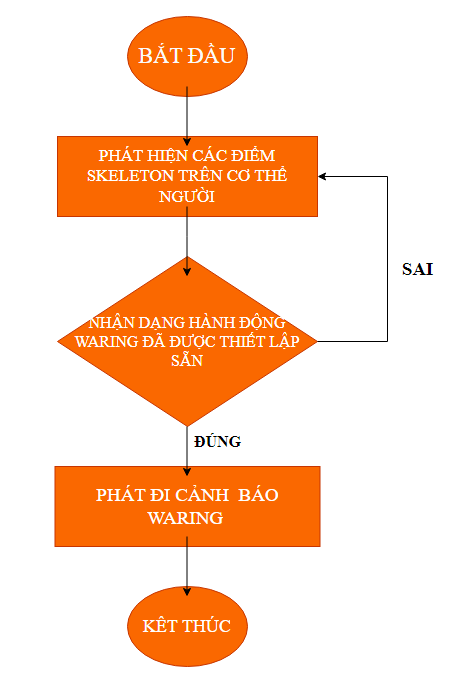 BẮT ĐẦU
PHÁT HIỆN CÁC ĐIỂM
SKELETON TRÊN CƠ THỂ
NGƯỜI
SAI
NHẬN DẠNG HÀNH ĐỘNG
WARING ĐÃ ĐƯỢC THIẾT LẬP
SẴN
ĐÚNG
PHÁT ĐI CẢNH BÁO
WARING
KẾT THÚC